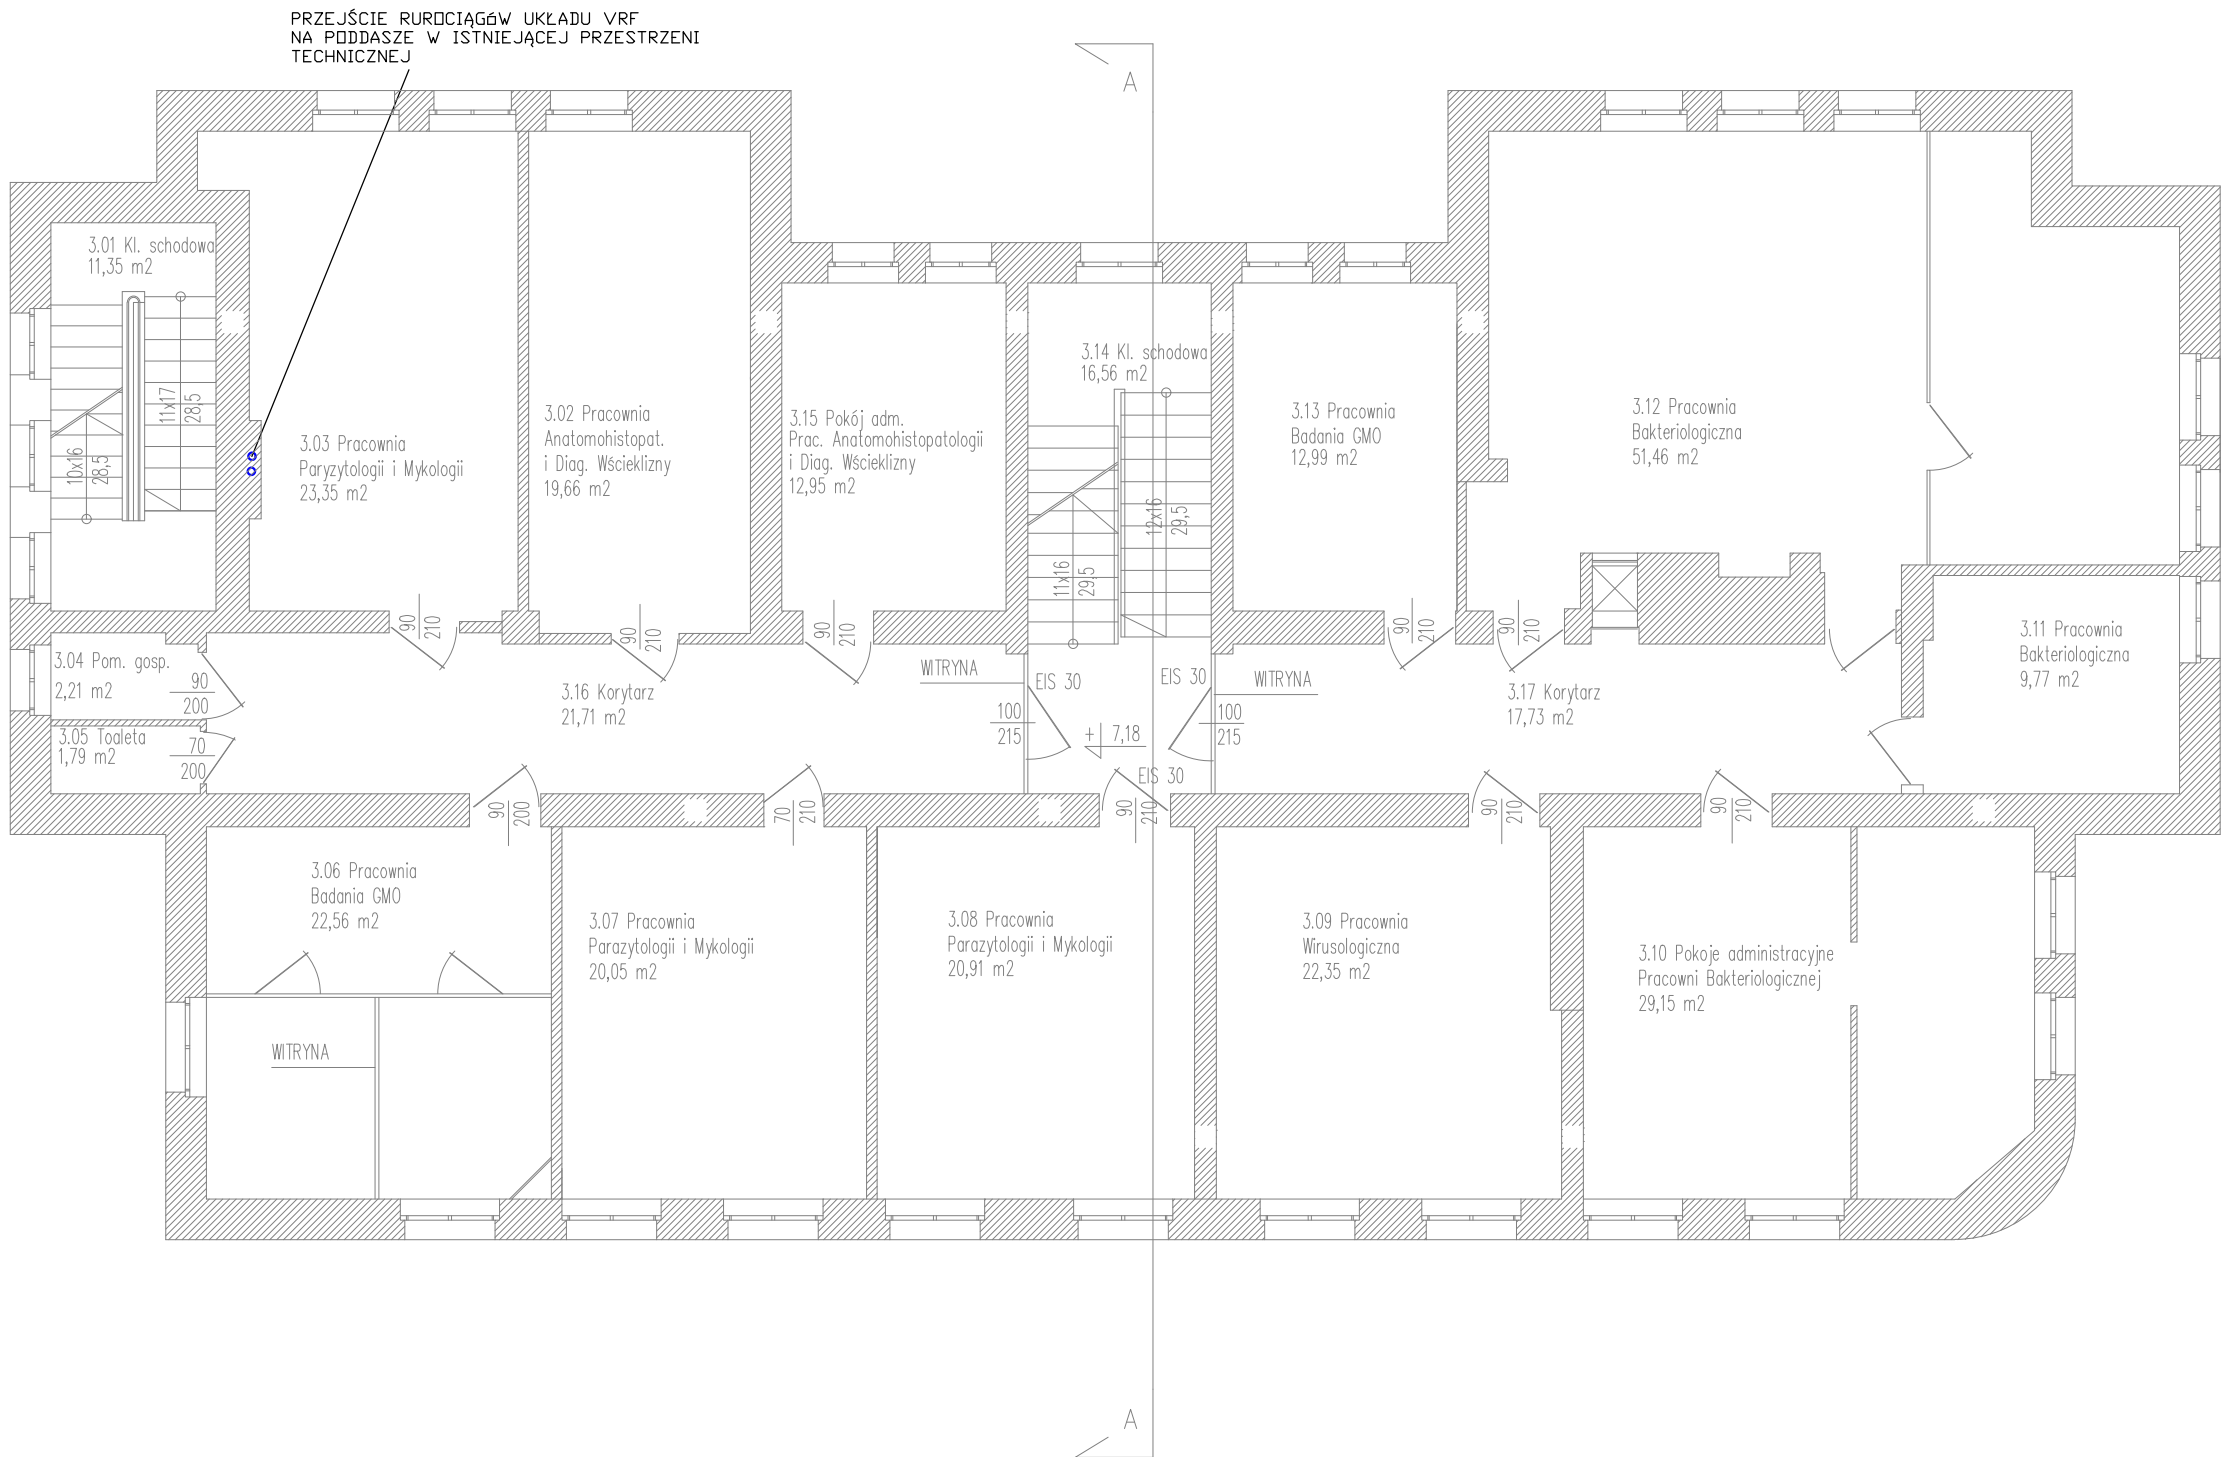 PRZEJŚCIE RUROCIĄGÓW UKŁADU VRF
NA PODDASZE W ISTNIEJĄCEJ PRZESTRZENI
TECHNICZNEJ
A
3.01 Kl. schodowa
11,35 m2
11x17
28,5
10x16
28,5
3.03 Pracownia
Paryzytologii i Mykologii
23,35 m2
3.02 Pracownia
Anatomohistopat.
i Diag. Wścieklizny
19,66 m2
3.15 Pokój adm.
Prac. Anatomohistopatologii
i Diag. Wścieklizny
12,95 m2
3.14 Kl. schodowa
16,56 m2
12x16
29,5
11x16
29,5
3.13 Pracownia
Badania GMO
12,99 m2
3.12 Pracownia
Bakteriologiczna
51,46 m2
90
210
90
210
90
210
90
210
90
210
3.11 Pracownia
Bakteriologiczna
9,77 m2
3.04 Pom. gosp.
2,21 m2
90
200
3.05 Toaleta
1,79 m2
70
200
3.16 Korytarz
21,71 m2
WITRYNA
EIS 30
100
215
+ 7,18
EIS 30
EIS 30
WITRYNA
100
215
3.17 Korytarz
17,73 m2
90
200
70
210
90
210
90
210
90
210
3.06 Pracownia
Badania GMO
22,56 m2
WITRYNA
3.07 Pracownia
Parazytologii i Mykologii
20,05 m2
3.08 Pracownia
Parazytologii i Mykologii
20,91 m2
3.09 Pracownia
Wirusologiczna
22,35 m2
3.10 Pokoje administracyjne
Pracowni Bakteriologicznej
29,15 m2
A